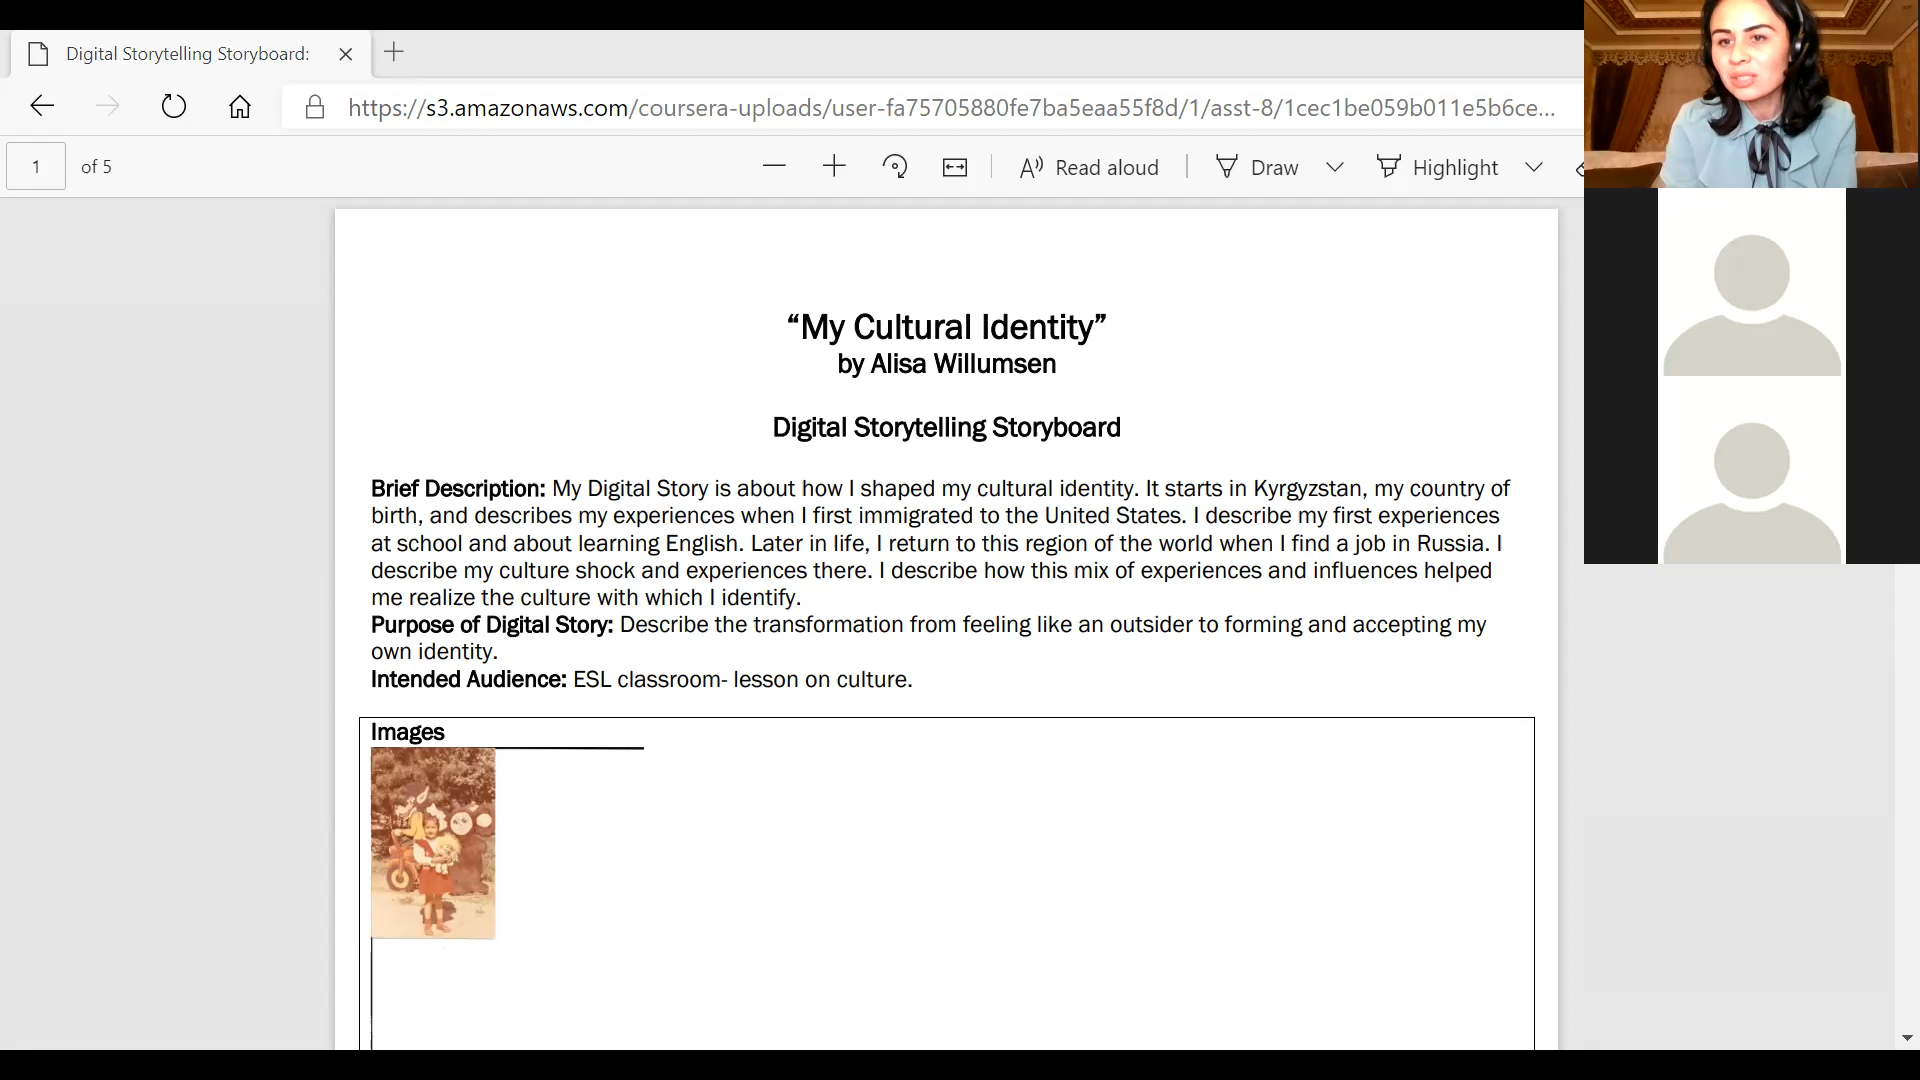 Digital Storytelling Storyboard:
https://s3.amazonaws.com/coursera-uploads/user-fa75705880fe7ba5eaa55f8d/1/asst-8/1cec1be059b011e5b6ce...
1 of 5
Read aloud
Draw
Highlight
“My Cultural Identity”
by Alisa Willumsen
Digital Storytelling Storyboard
Brief Description: My Digital Story is about how I shaped my cultural identity. It starts in Kyrgyzstan, my country of
birth, and describes my experiences when I first immigrated to the United States. I describe my first experiences
at school and about learning English. Later in life, I return to this region of the world when I find a job in Russia. I
describe my culture shock and experiences there. I describe how this mix of experiences and influences helped
me realize the culture with which I identify.
Purpose of Digital Story: Describe the transformation from feeling like an outsider to forming and accepting my
own identity.
Intended Audience: ESL classroom- lesson on culture.
Images